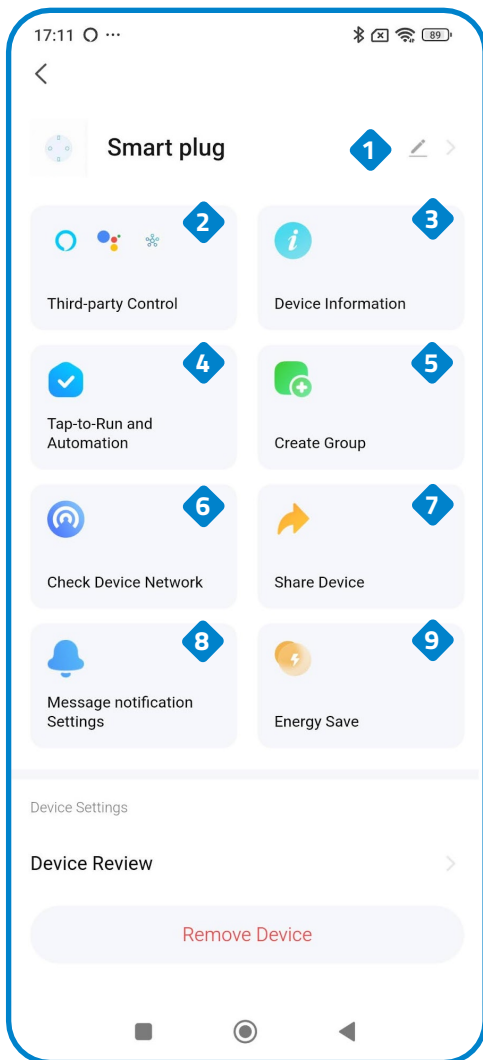 17:11
89
Smart plug
1
2
3
Third-party Control
Device Information
4
5
Tap-to-Run and
Automation
Create Group
6
7
Check Device Network
Share Device
8
9
Message notification
Settings
Energy Save
Device Settings
Device Review
Remove Device